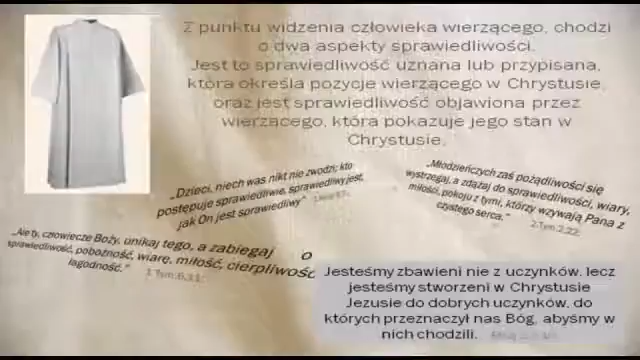 Z punktu widzenia człowieka wierzącego, chodzi
o dwa aspekty sprawiedliwości.
Jest to sprawiedliwość uznana lub przypisana,
która określa pozycje wierzącego w Chrystusie,
oraz jest sprawiedliwość objawiona przez
wierzącego, która pokazuje jego stan w
Chrystusie.
„Dzieci, niech was nikt nie zwodzi; kto
postępuje sprawiedliwie, sprawiedliwy jest,
jak On jest sprawiedliwy”
„Młodzieńczych zaś pożądliwości się
wystrzegaj, a zdążaj do sprawiedliwości, wiary,
miłości, pokoju z tymi, którzy wzywają Pana z
czystego serca.” 2.Tym.2,22;
„Ale ty, człowiecze Boży, unikaj tego, a zabiegaj o
sprawiedliwość, pobożność, wiarę, miłość, cierpliwość
łagodność.” 1.Tym.6,11;
Jesteśmy zbawieni nie z uczynków, lecz
jesteśmy stworzeni w Chrystusie
Jezusie do dobrych uczynków, do
których przeznaczył nas Bóg, abyśmy w
nich chodzili.